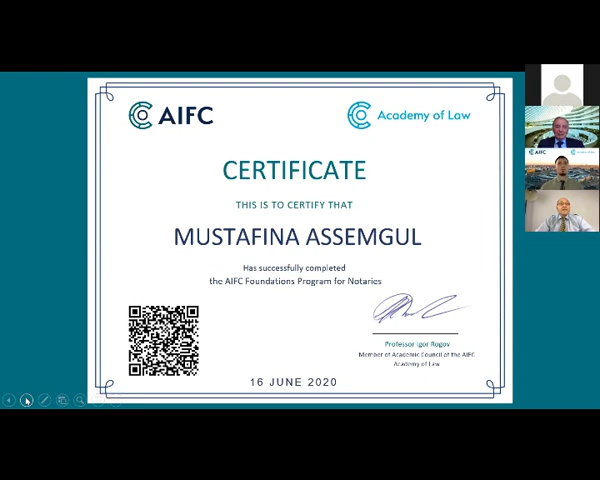 AIFC
Academy of Law
CERTIFICATE
THIS IS TO CERTIFY THAT
MUSTAFINA ASSEMGUL
Has successfully completed
the AIFC Foundations Program for Notaries
Professor Igor Rogov
Member of Academic Council of the AIFC
Academy of Law
16 JUNE 2020
AIFC